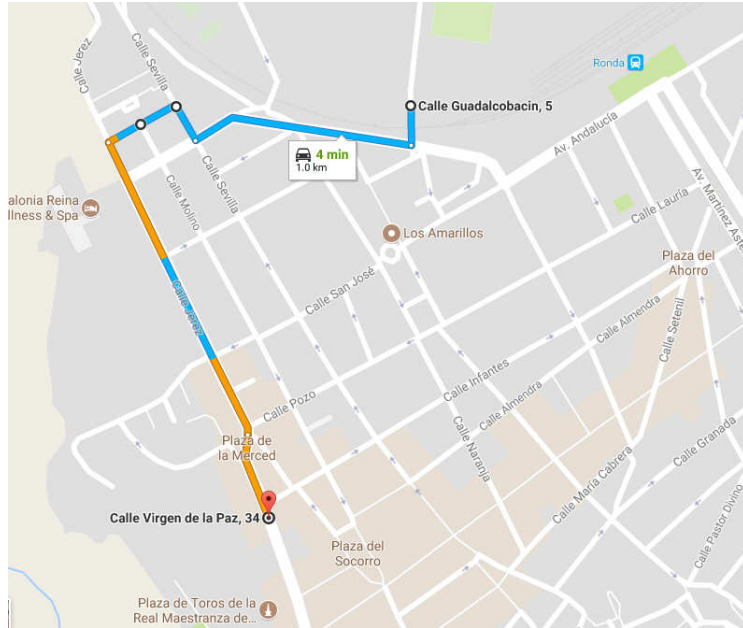 Calle Jerez
Calle Sevilla
Ronda
Calle Guadalcobacin, 5
Av. Andalucía
4 min
1.0 km
Av. Martínez Aste
alonia Reina
llness & Spa
Calle Molino
Calle Sevilla
Calle Lauría
Los Amarillos
Plaza del
Ahorro
Calle San José
Calle Jerez
Calle Almendra
Calle Setenil
Calle Infantes
Calle Pozo
Calle Almendra
Plaza de
la Merced
Calle Naranja
Calle Granada
Calle María Cabrera
Calle Virgen de la Paz, 34
Calle Pastor Divino
Plaza del
Socorro
Plaza de Toros de la
Real Maestranza de...